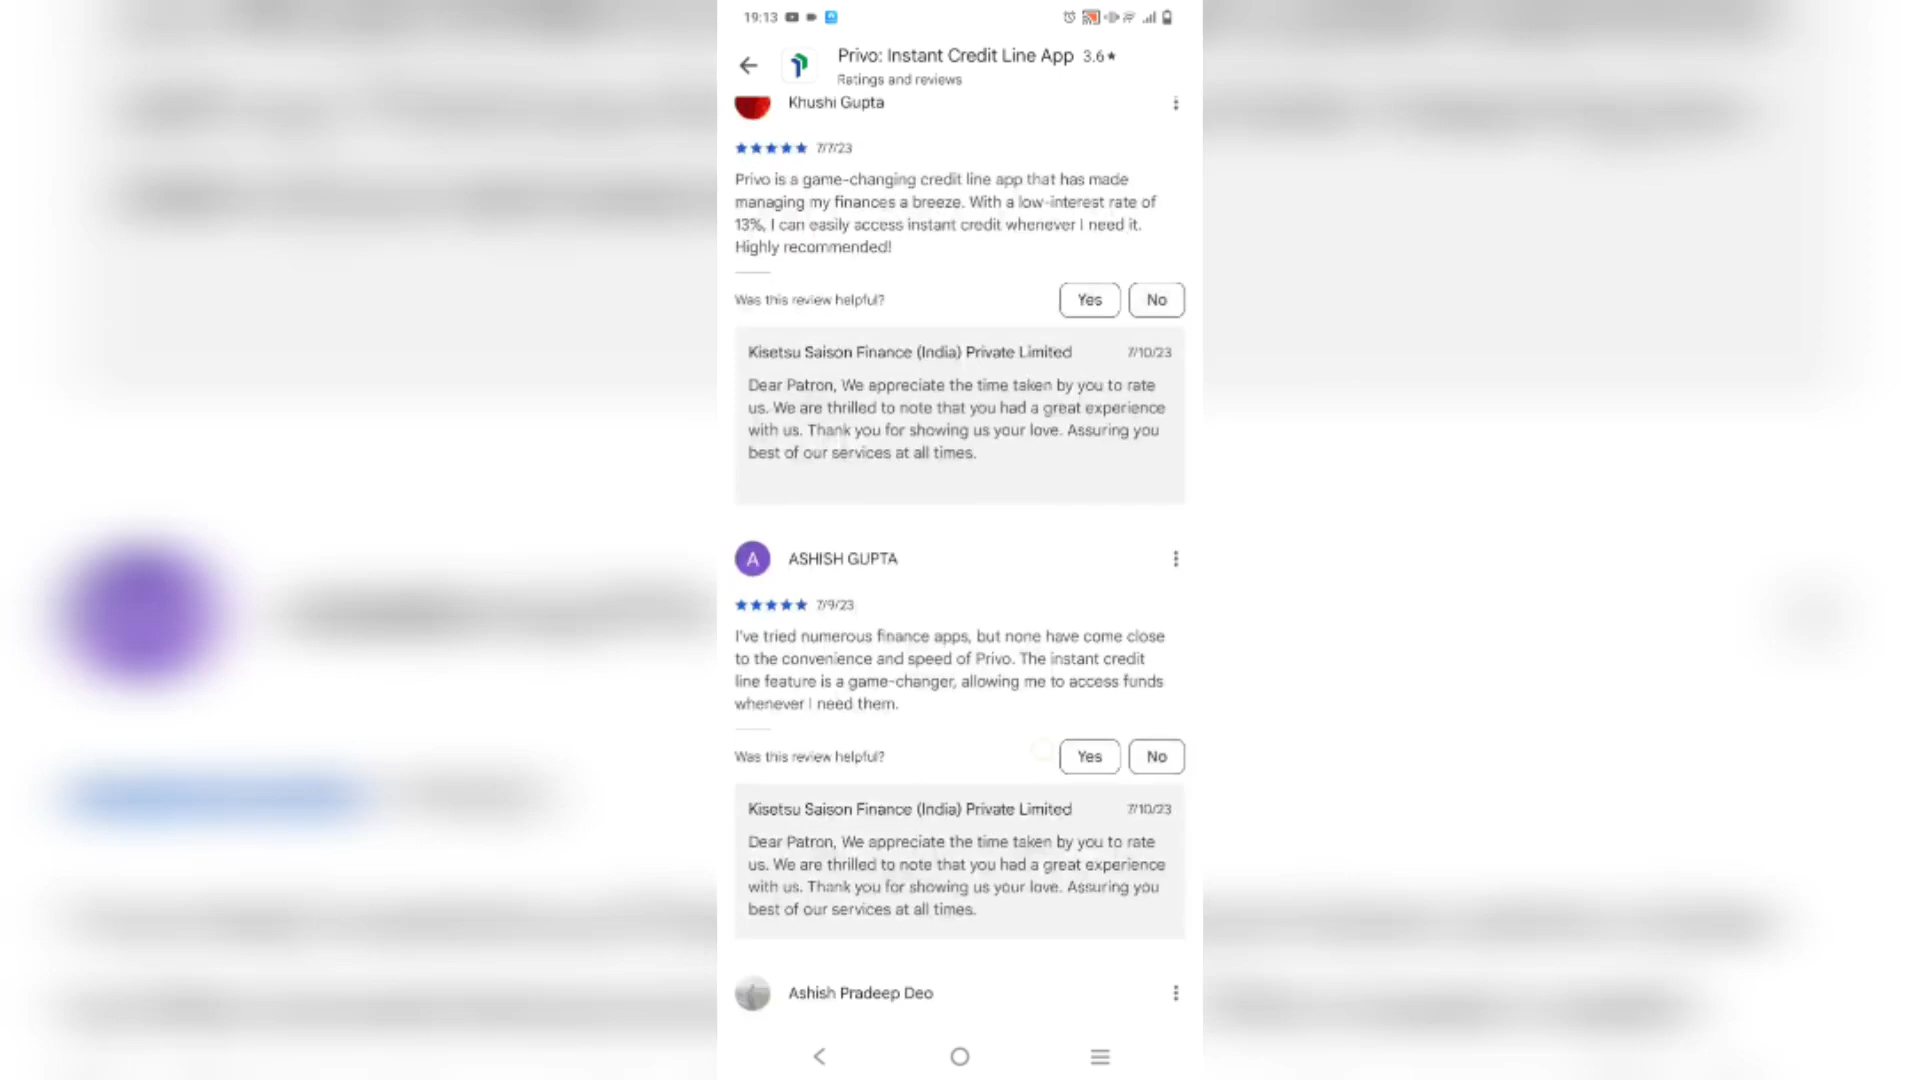 19:13
Privo: Instant Credit Line App 3.6★
Ratings and reviews
Khushi Gupta
7/7/23
Privo is a game-changing credit line app that has made
managing my finances a breeze. With a low-interest rate of
13%, I can easily access instant credit whenever I need it.
Highly recommended!
Was this review helpful? Yes No
Kisetsu Saison Finance (India) Private Limited 7/10/23
Dear Patron, We appreciate the time taken by you to rate
us. We are thrilled to note that you had a great experience
with us. Thank you for showing us your love. Assuring you
best of our services at all times.
A ASHISH GUPTA
7/9/23
I've tried numerous finance apps, but none have come close
to the convenience and speed of Privo. The instant credit
line feature is a game-changer, allowing me to access funds
whenever I need them.
Was this review helpful? Yes No
Kisetsu Saison Finance (India) Private Limited 7/10/23
Dear Patron, We appreciate the time taken by you to rate
us. We are thrilled to note that you had a great experience
with us. Thank you for showing us your love. Assuring you
best of our services at all times.
Ashish Pradeep Deo